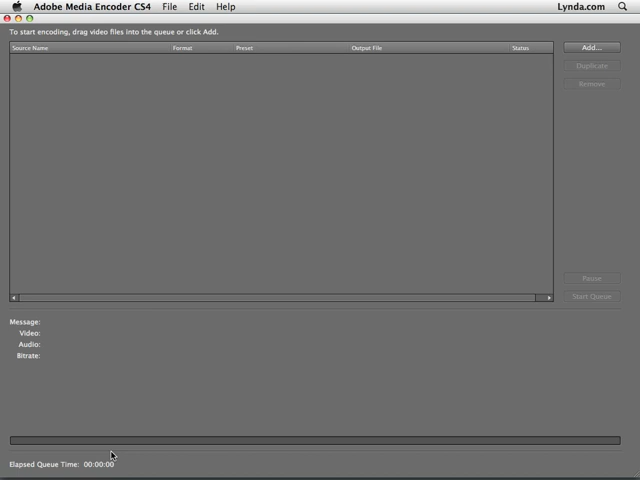 Adobe Media Encoder CS4 File Edit Help Lynda.com
To start encoding, drag video files into the queue or click Add.
Source Name Format Preset Output File Status
Add...
Duplicate
Remove
Pause
Start Queue
Message:
Video:
Audio:
Bitrate:
Elapsed Queue Time: 00:00:00